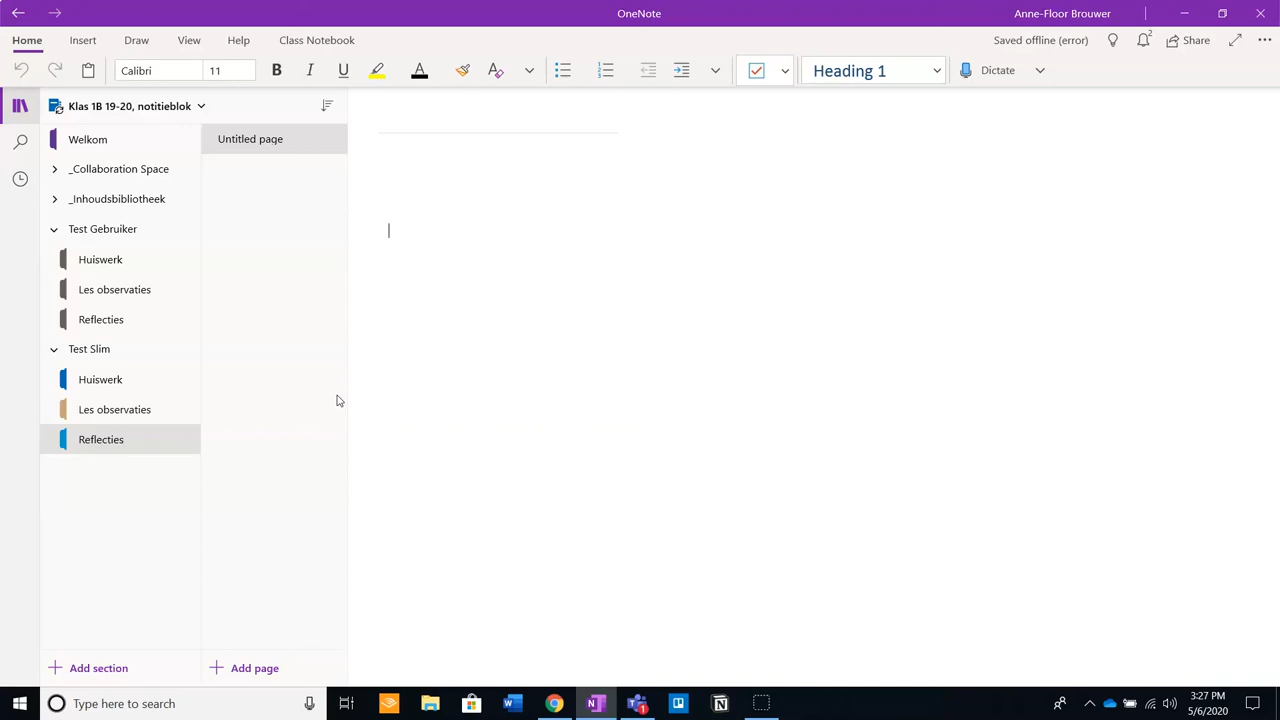 OneNote
Anne-Floor Brouwer
Home Insert Draw View Help Class Notebook
Saved offline (error)
2
Share
Calibri 11 B I U A
Heading 1
Dictate
Klas 1B 19-20, notitieblok
Welkom
_Collaboration Space
_Inhoudsbibliotheek
Test Gebruiker
Huiswerk
Les observaties
Reflecties
Test Slim
Huiswerk
Les observaties
Reflecties
Untitled page
Add section
Add page
Type here to search
3:27 PM
5/6/2020